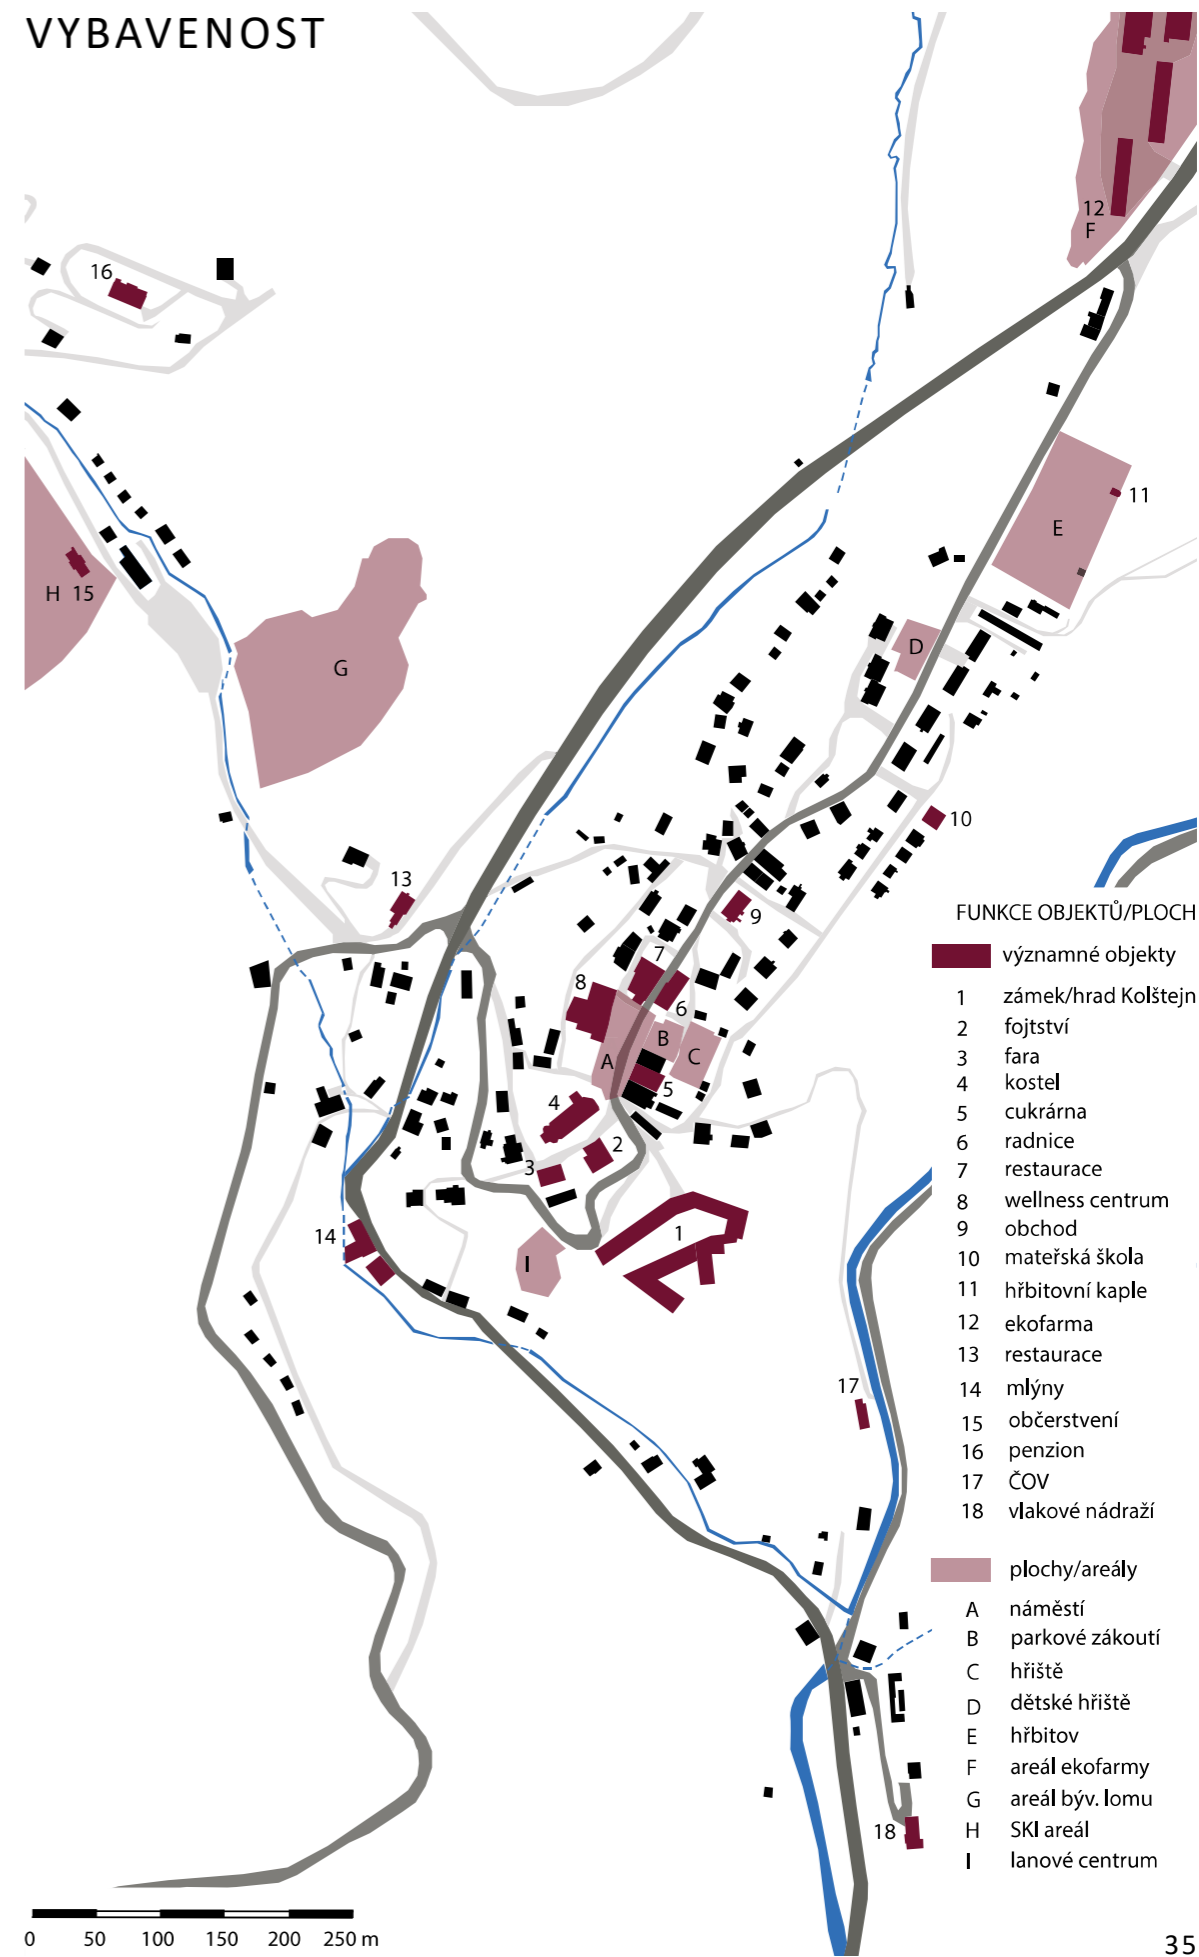 VYBAVENOST
12
F
16
11
E
H 15
D
G
10
13
9
7
8
6
B
A
C
5
4
2
3
14
1
I
17
18
FUNKCE OBJEKTŮ/PLOCH
významné objekty
1 zámek/hrad Kolštejn
2 fojtství
3 fara
4 kostel
5 cukrárna
6 radnice
7 restaurace
8 wellness centrum
9 obchod
10 mateřská škola
11 hřbitovní kaple
12 ekofarma
13 restaurace
14 mlýny
15 občerstvení
16 penzion
17 ČOV
18 vlakové nádraží
plochy/areály
A náměstí
B parkové zákoutí
C hřiště
D dětské hřiště
E hřbitov
F areál ekofarmy
G areál býv. lomu
H SKI areál
I lanové centrum
0 50 100 150 200 250 m
35